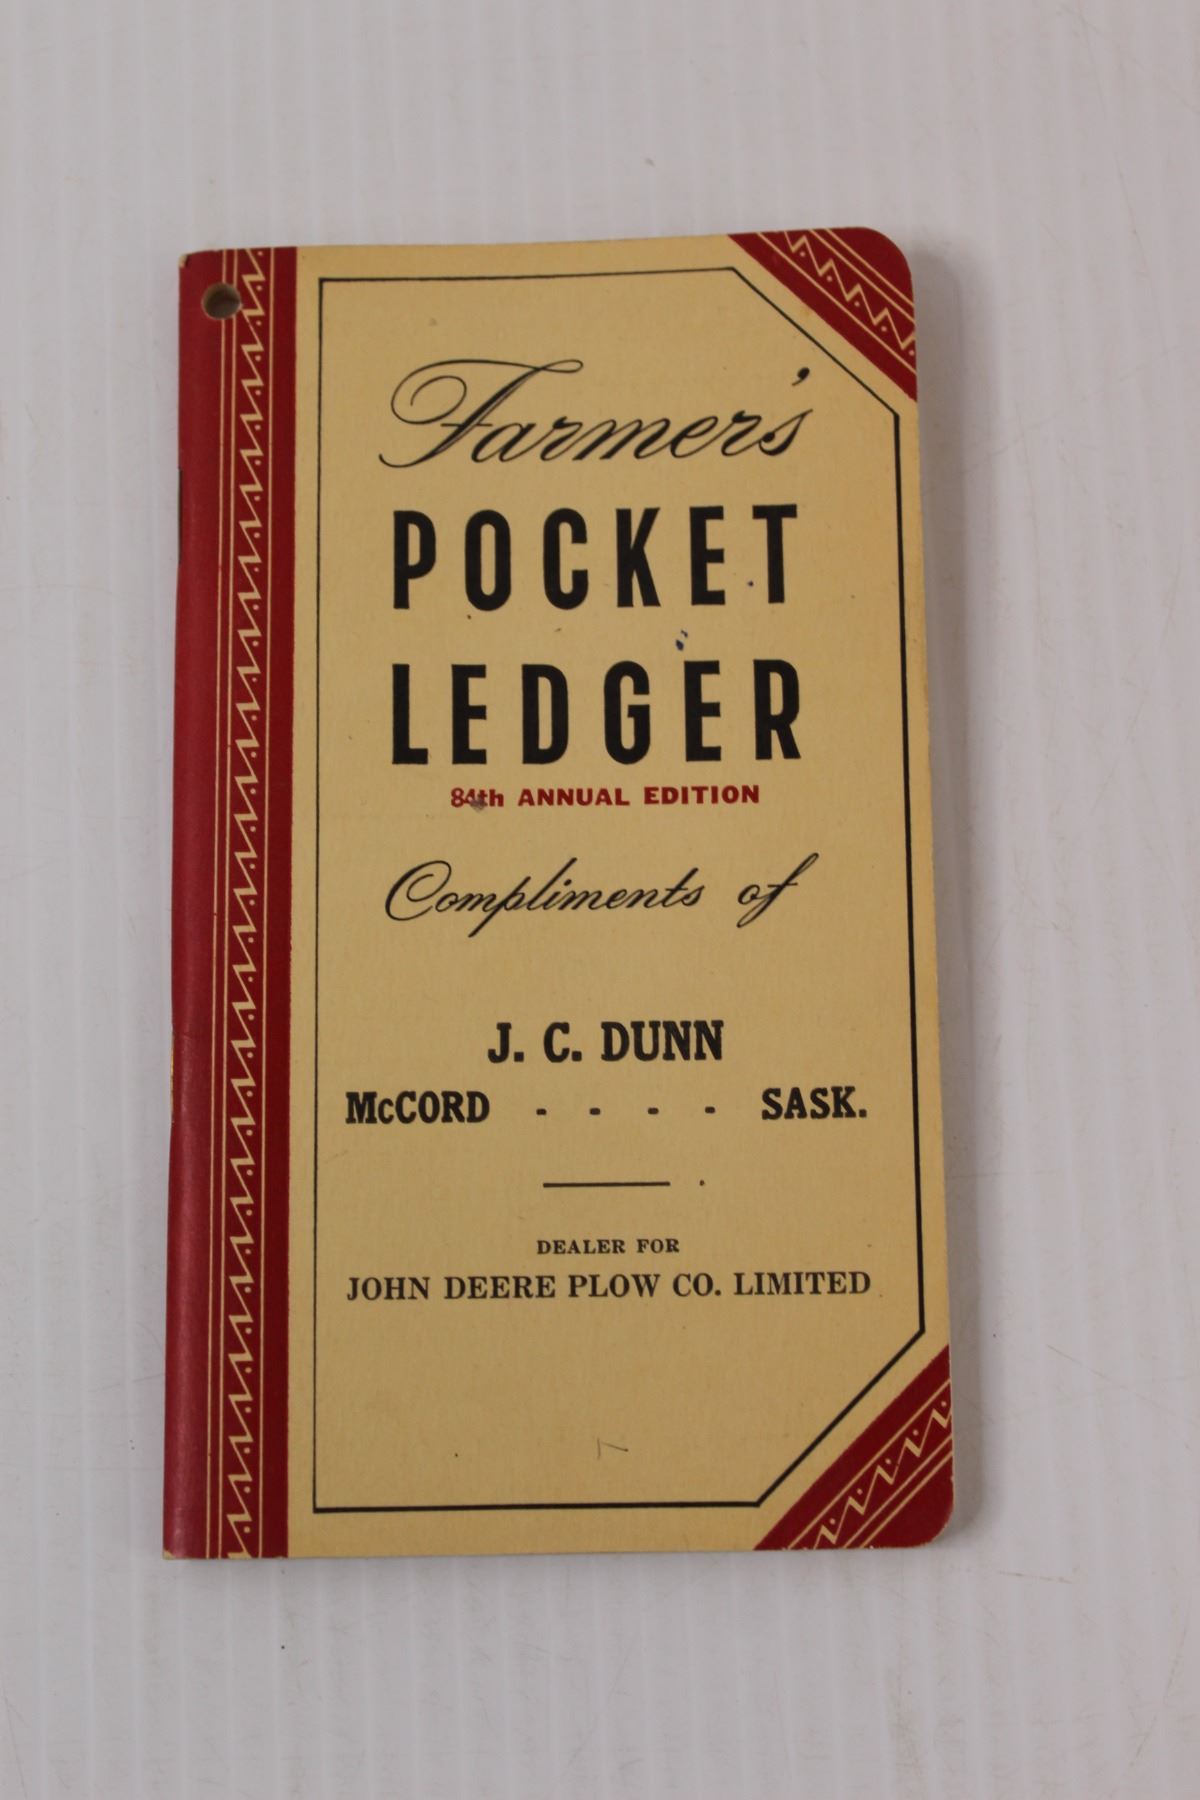 Farmer's
POCKET
LEDGER
84th ANNUAL EDITION
Compliments of
J. C. DUNN
McCORD - - - - SASK.
DEALER FOR
JOHN DEERE PLOW CO. LIMITED